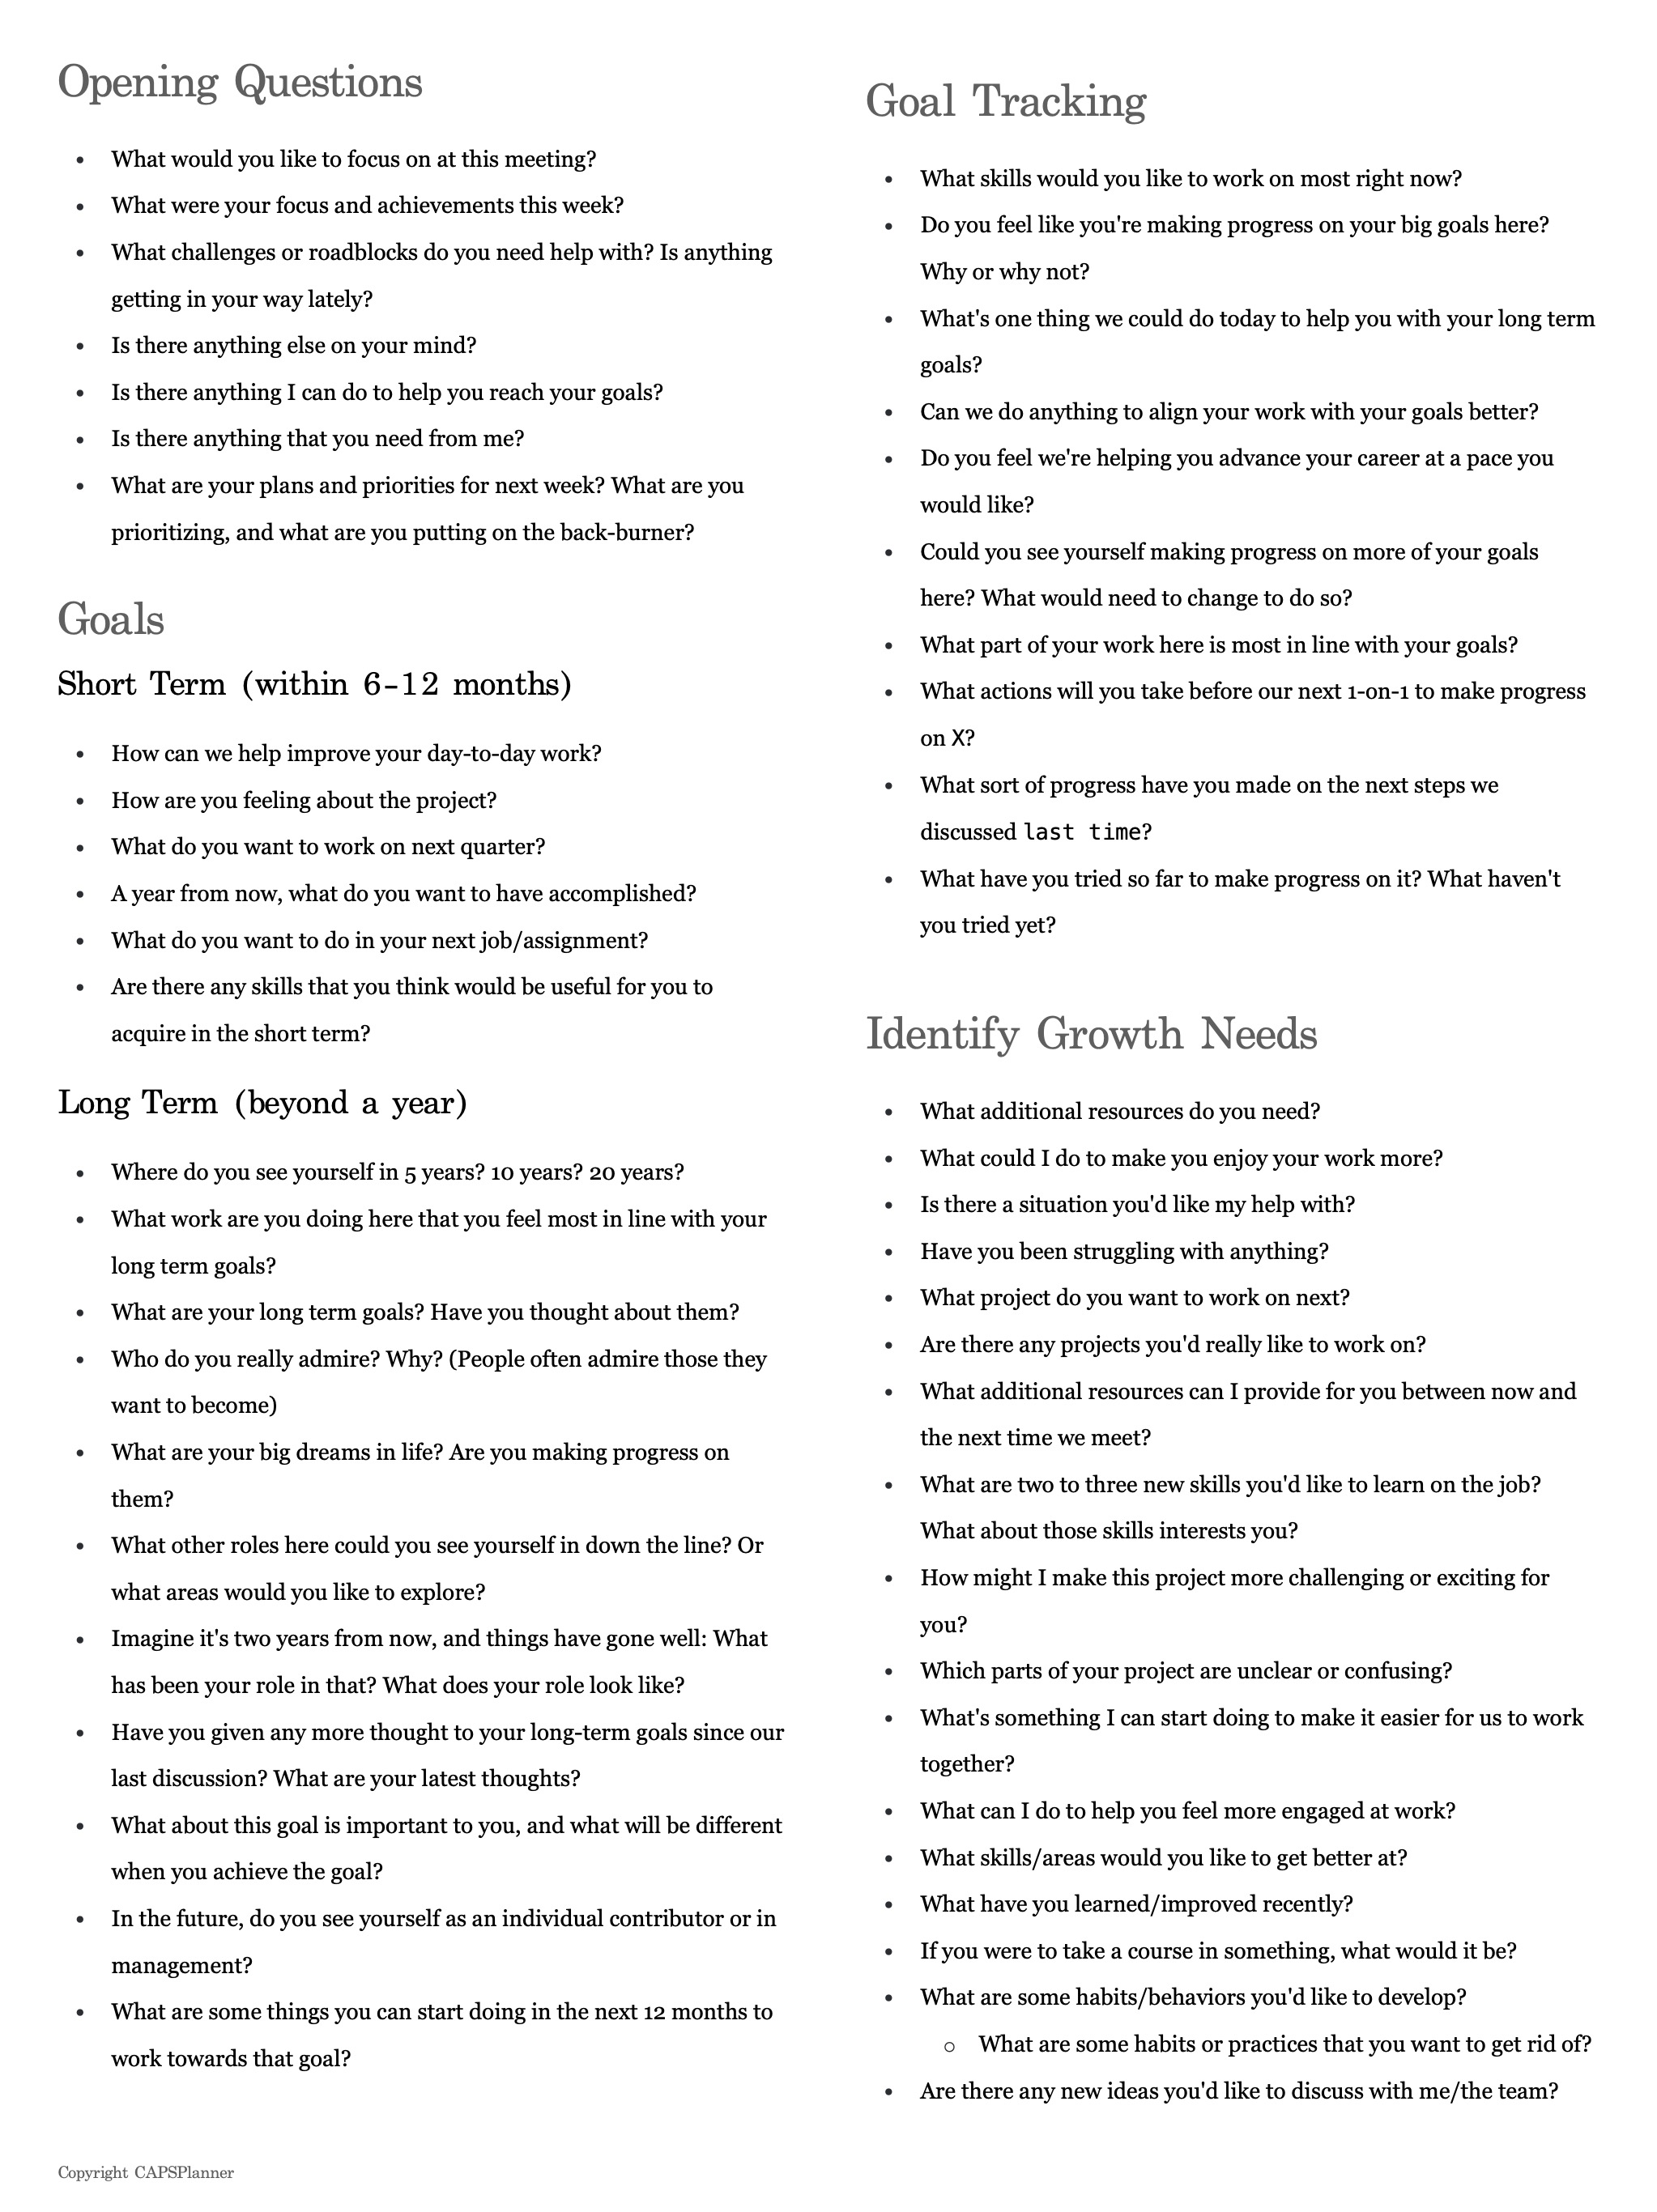 Opening Questions
• What would you like to focus on at this meeting?
• What were your focus and achievements this week?
• What challenges or roadblocks do you need help with? Is anything
getting in your way lately?
• Is there anything else on your mind?
• Is there anything I can do to help you reach your goals?
• Is there anything that you need from me?
• What are your plans and priorities for next week? What are you
prioritizing, and what are you putting on the back-burner?
Goals
Short Term (within 6-12 months)
• How can we help improve your day-to-day work?
• How are you feeling about the project?
• What do you want to work on next quarter?
• A year from now, what do you want to have accomplished?
• What do you want to do in your next job/assignment?
• Are there any skills that you think would be useful for you to
acquire in the short term?
Long Term (beyond a year)
• Where do you see yourself in 5 years? 10 years? 20 years?
• What work are you doing here that you feel most in line with your
long term goals?
• What are your long term goals? Have you thought about them?
• Who do you really admire? Why? (People often admire those they
want to become)
• What are your big dreams in life? Are you making progress on
them?
• What other roles here could you see yourself in down the line? Or
what areas would you like to explore?
• Imagine it's two years from now, and things have gone well: What
has been your role in that? What does your role look like?
• Have you given any more thought to your long-term goals since our
last discussion? What are your latest thoughts?
• What about this goal is important to you, and what will be different
when you achieve the goal?
• In the future, do you see yourself as an individual contributor or in
management?
• What are some things you can start doing in the next 12 months to
work towards that goal?
Goal Tracking
• What skills would you like to work on most right now?
• Do you feel like you're making progress on your big goals here?
Why or why not?
• What's one thing we could do today to help you with your long term
goals?
• Can we do anything to align your work with your goals better?
• Do you feel we're helping you advance your career at a pace you
would like?
• Could you see yourself making progress on more of your goals
here? What would need to change to do so?
• What part of your work here is most in line with your goals?
• What actions will you take before our next 1-on-1 to make progress
on X?
• What sort of progress have you made on the next steps we
discussed last time?
• What have you tried so far to make progress on it? What haven't
you tried yet?
Identify Growth Needs
• What additional resources do you need?
• What could I do to make you enjoy your work more?
• Is there a situation you'd like my help with?
• Have you been struggling with anything?
• What project do you want to work on next?
• Are there any projects you'd really like to work on?
• What additional resources can I provide for you between now and
the next time we meet?
• What are two to three new skills you'd like to learn on the job?
What about those skills interests you?
• How might I make this project more challenging or exciting for
you?
• Which parts of your project are unclear or confusing?
• What's something I can start doing to make it easier for us to work
together?
• What can I do to help you feel more engaged at work?
• What skills/areas would you like to get better at?
• What have you learned/improved recently?
• If you were to take a course in something, what would it be?
• What are some habits/behaviors you'd like to develop?
○ What are some habits or practices that you want to get rid of?
• Are there any new ideas you'd like to discuss with me/the team?
Copyright CAPSPlanner